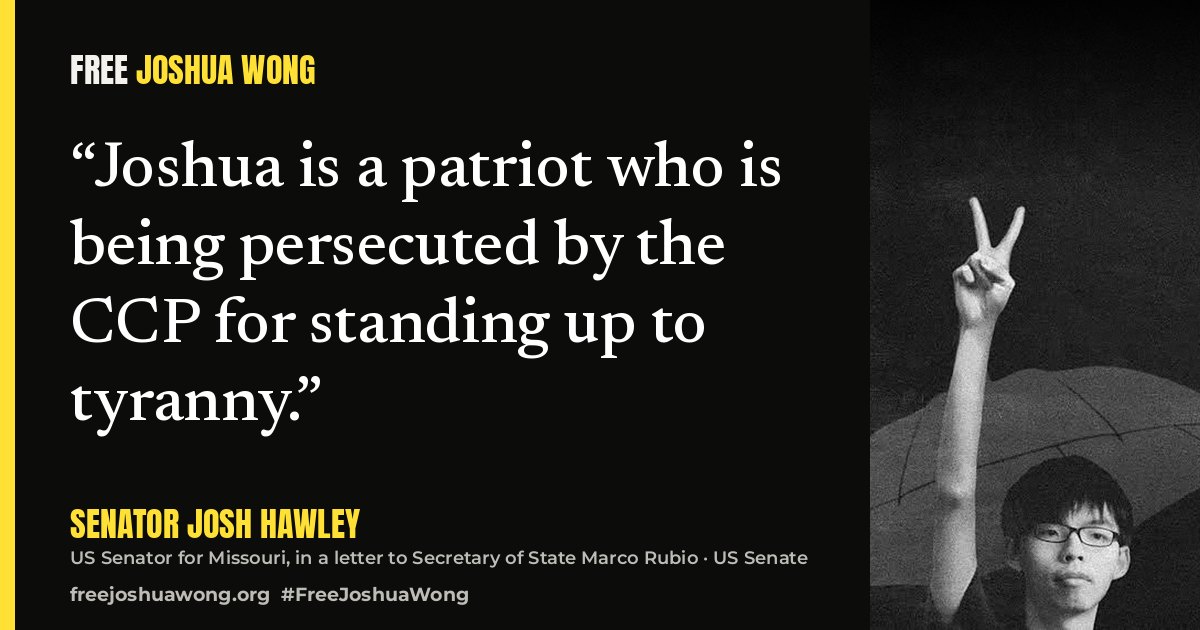 FREE JOSHUA WONG
“Joshua is a patriot who is
being persecuted by the
CCP for standing up to
tyranny.”
SENATOR JOSH HAWLEY
US Senator for Missouri, in a letter to Secretary of State Marco Rubio · US Senate
freejoshuawong.org #FreeJoshuaWong